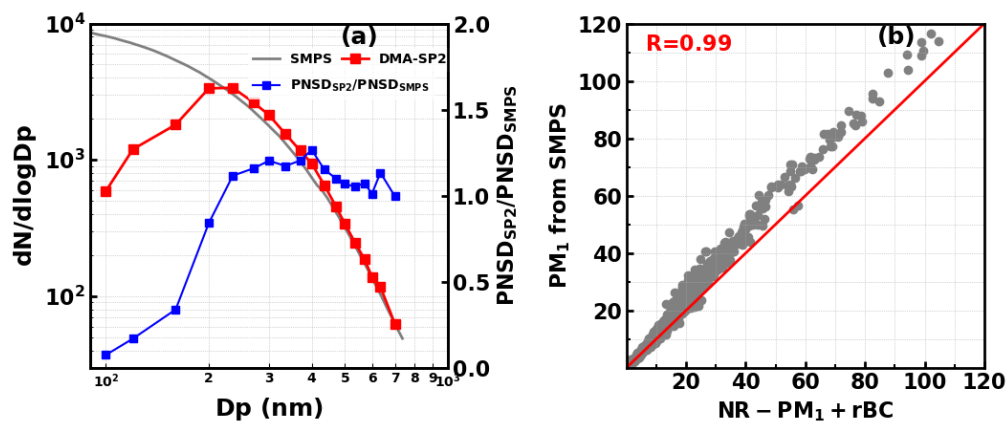 (a)
SMPS
DMA-SP2
PNSD_SP2/PNSD_SMPS
10^4
10^3
10^2
dN/dlogDp
2.0
1.5
1.0
0.5
0.0
PNSD_SP2/PNSD_SMPS
10^2 2 3 4 5 6 7 8 9 10^3
Dp (nm)
(b)
R=0.99
120
100
80
60
40
20
PM_1 from SMPS
20 40 60 80 100 120
NR − PM_1 + rBC